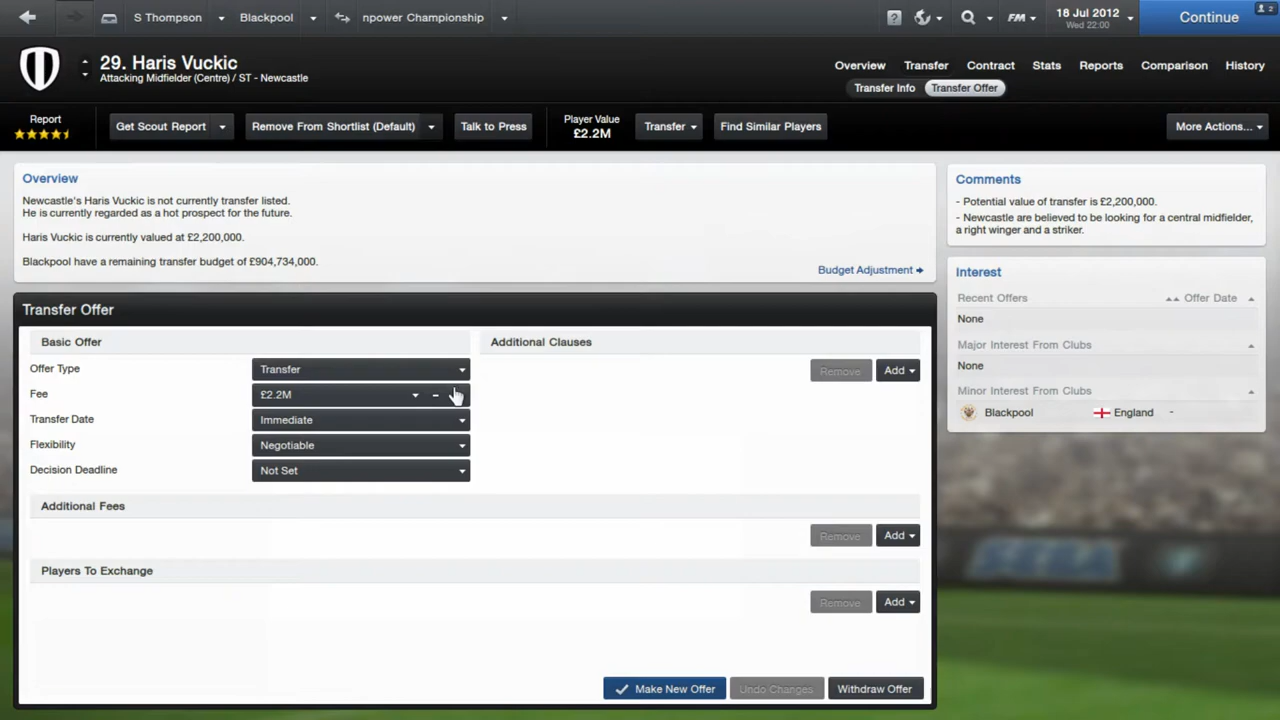 S Thompson Blackpool npower Championship FM 18 Jul 2012 Continue 2
Wed 22:00
29. Haris Vuckic
Attacking Midfielder (Centre) / ST - Newcastle
Overview Transfer Contract Stats Reports Comparison History
Transfer Info Transfer Offer
Report Get Scout Report Remove From Shortlist (Default) Talk to Press Player Value Transfer Find Similar Players More Actions...
£2.2M
Overview
Newcastle's Haris Vuckic is not currently transfer listed.
He is currently regarded as a hot prospect for the future.
Haris Vuckic is currently valued at £2,200,000.
Blackpool have a remaining transfer budget of £904,734,000.
Budget Adjustment
Comments
- Potential value of transfer is £2,200,000.
- Newcastle are believed to be looking for a central midfielder,
a right winger and a striker.
Interest
Recent Offers Offer Date
None
Major Interest From Clubs
None
Minor Interest From Clubs
Blackpool England -
Transfer Offer
Basic Offer Additional Clauses
Offer Type Transfer Remove Add
Fee £2.2M -
Transfer Date Immediate
Flexibility Negotiable
Decision Deadline Not Set
Additional Fees
Remove Add
Players To Exchange
Remove Add
Make New Offer Undo Changes Withdraw Offer
SEGA